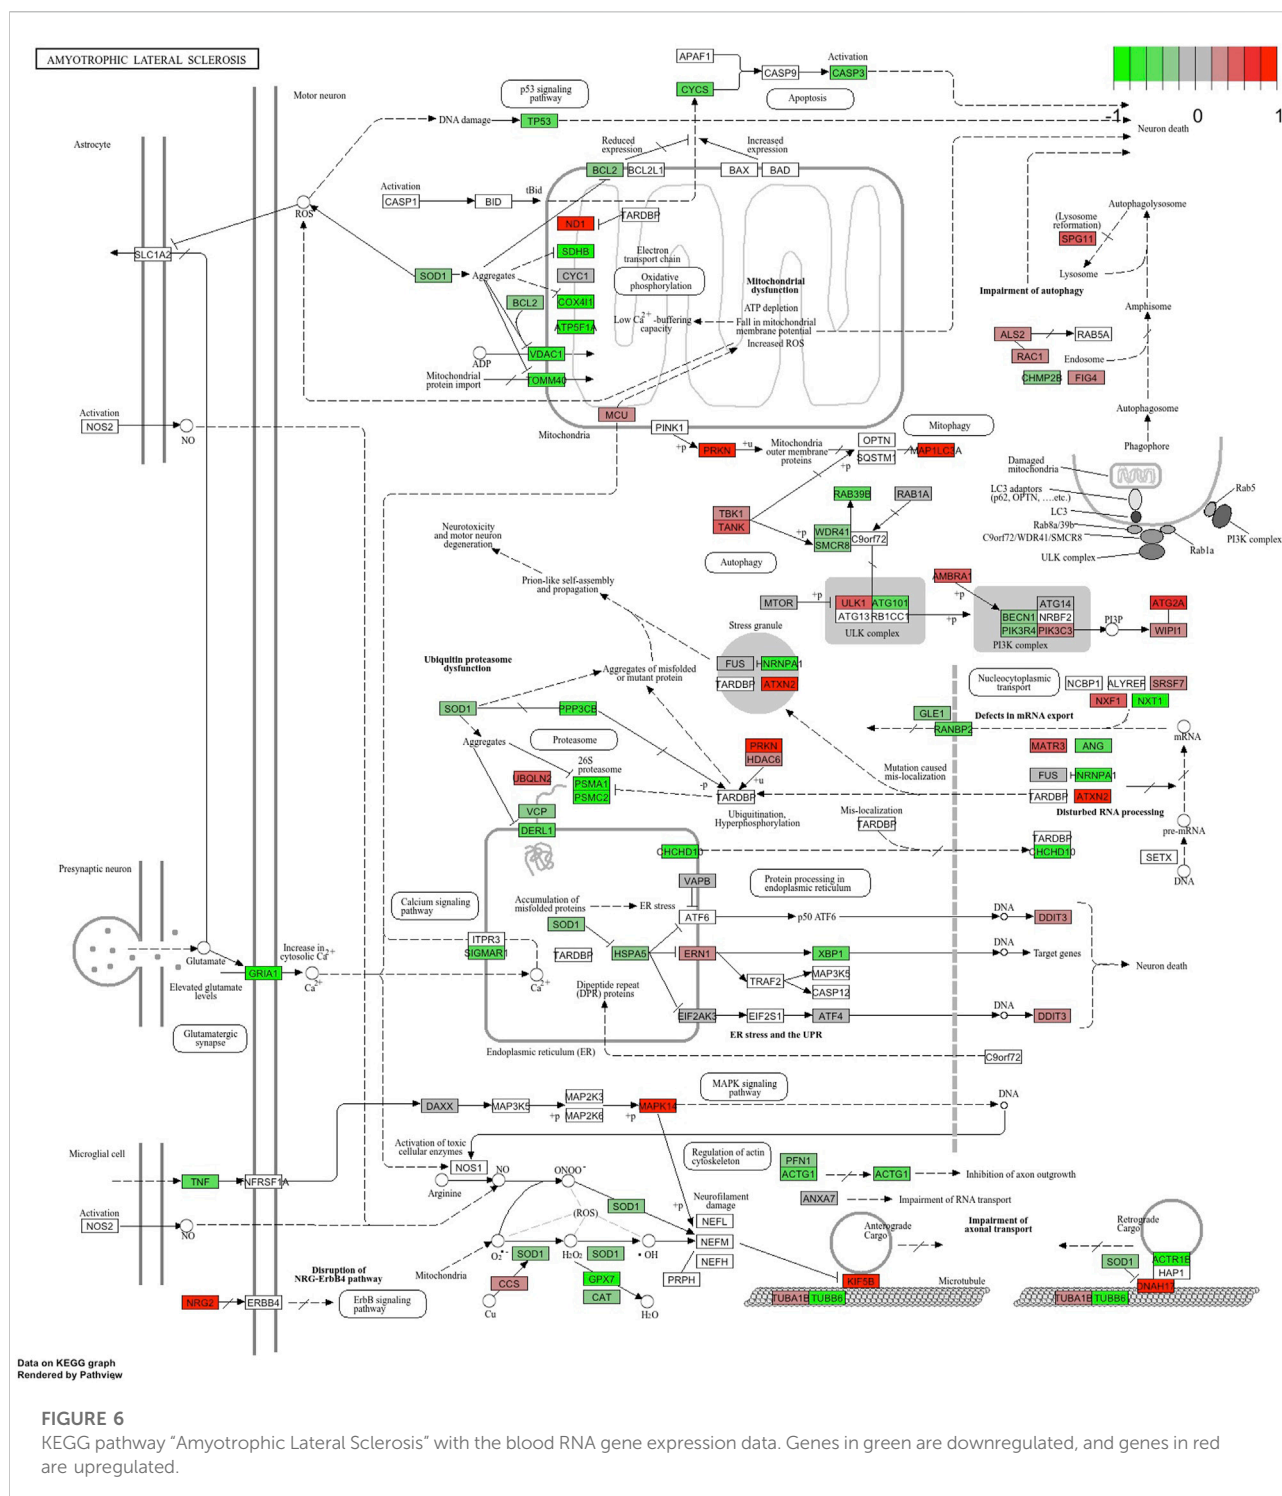 AMYOTROPHIC LATERAL SCLEROSIS
-1
0
1
Astrocyte
Motor neuron
p53 signaling
pathway
DNA damage
TP53
APAF1
CYCS
CASP9
Activation
CASP3
Apoptosis
Neuron death
Reduced
expression
Increased
expression
BCL2
BCL2L1
BAX
BAD
Activation
CASP1
BID
tBid
ROS
SLC1A2
SOD1
Aggregates
BCL2
ADP
Mitochondrial
protein import
ND1
TARDBP
SDHB
CYC1
COX4I1
ATP5F1A
VDAC1
TOMM40
Electron
transport chain
Oxidative
phosphorylation
Low Ca2+ -buffering
capacity
Mitochondrial
dysfunction
ATP depletion
Fall in mitochondrial
membrane potential
Increased ROS
MCU
Mitochondria
PINK1
Autophagolysosome
(Lysosome
reformation)
SPG11
Lysosome
Impairment of autophagy
Amphisome
ALS2
RAB5A
RAC1
Endosome
CHMP2B
FIG4
Autophagosome
Phagophore
Activation
NOS2
NO
+p
PRKN
+u
Mitochondria
outer membrane
proteins
OPTN
SQSTM1
+p
Mitophagy
MAP1LC3A
Damaged
mitochondria
LC3 adaptors
(p62, OPTN, ....etc.)
LC3
Rab8a/39b
C9orf72/WDR41/SMCR8
ULK complex
Rab5
PI3K complex
Rab1a
TBK1
TANK
RAB39B
RAB1A
+p
WDR41
SMCR8
C9orf72
Autophagy
Neurotoxicity
and motor neuron
degeneration
Prion-like self-assembly
and propagation
MTOR
+p
ULK1
ATG101
ATG13
RB1CC1
ULK complex
+p
AMBRA1
+p
ATG14
BECN1
NRBF2
PIK3R4
PIK3C3
PI3K complex
PI3P
ATG2A
WIPI1
Stress granule
FUS
HNRNPA1
TARDBP
ATXN2
Ubiquitin proteasome
dysfunction
Aggregates of misfolded
or mutant protein
SOD1
PPP3CB
Aggregates
Proteasome
26S
proteasome
UBQLN2
PSMA1
PSMC2
VCP
DERL1
-p
PRKN
HDAC6
+u
TARDBP
Ubiquitination,
Hyperphosphorylation
Nucleocytoplasmic
transport
NCBP1
ALYREF
SRSF7
NXF1
NXT1
GLE1
RANBP2
Defects in mRNA export
mRNA
MATR3
ANG
FUS
HNRNPA1
TARDBP
ATXN2
Disturbed RNA processing
Mutation caused
mis-localization
Mis-localization
TARDBP
TARDBP
CHCHD10
pre-mRNA
SETX
DNA
CHCHD10
Presynaptic neuron
Glutamate
Elevated glutamate
levels
Glutamatergic
synapse
GRIA1
Increase in
cytosolic Ca2+
Ca2+
Calcium signaling
pathway
ITPR3
SIGMAR1
Ca2+
Accumulation of
misfolded proteins
ER stress
SOD1
TARDBP
HSPA5
Dipeptide repeat
(DPR) proteins
VAPB
ATF6
ERN1
EIF2AK3
Protein processing in
endoplasmic reticulum
p50 ATF6
XBP1
TRAF2
MAP3K5
CASP12
EIF2S1
ATF4
ER stress and the UPR
DNA
DDIT3
DNA
Target genes
DNA
DDIT3
Neuron death
Endoplasmic reticulum (ER)
C9orf72
MAPK signaling
pathway
DAXX
MAP3K5
+p
MAP2K3
MAP2K6
+p
MAPK14
DNA
Microglial cell
TNF
TNFRSF1A
Activation
NOS2
NO
Activation of toxic
cellular enzymes
NOS1
Arginine
NO
ONOO-
(ROS)
SOD1
O2•-
H2O2
• OH
Mitochondria
SOD1
SOD1
CCS
Cu
GPX7
CAT
H2O
Regulation of actin
cytoskeleton
PFN1
ACTG1
ACTG1
Inhibition of axon outgrowth
ANXA7
Impairment of RNA transport
+p
Neurofilament
damage
NEFL
NEFM
NEFH
PRPH
Anterograde
Cargo
Impairment of
axonal transport
Retrograde
Cargo
KIF5B
Microtubule
TUBA1B
TUBB6
SOD1
ACTR1B
HAP1
TUBA1B
TUBB6
Disruption of
NRG-ErbB4 pathway
NRG2
ERBB4
ErbB signaling
pathway
Data on KEGG graph
Rendered by Pathview
FIGURE 6
KEGG pathway "Amyotrophic Lateral Sclerosis" with the blood RNA gene expression data. Genes in green are downregulated, and genes in red
are upregulated.